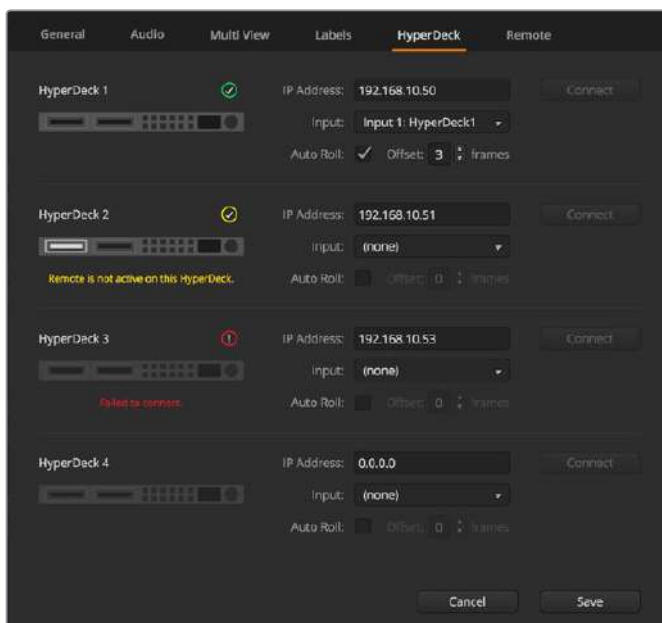 General Audio Multi View Labels HyperDeck Remote
HyperDeck 1 IP Address: 192.168.10.50 Connect
Input: Input 1: HyperDeck1
Auto Roll: Offset: 3 frames
HyperDeck 2 IP Address: 192.168.10.51 Connect
Input: (none)
Remote is not active on this HyperDeck. Auto Roll: Offset: 0 frames
HyperDeck 3 IP Address: 192.168.10.53 Connect
Input: (none)
Failed to connect. Auto Roll: Offset: 0 frames
HyperDeck 4 IP Address: 0.0.0.0 Connect
Input: (none)
Auto Roll: Offset: 0 frames
Cancel Save